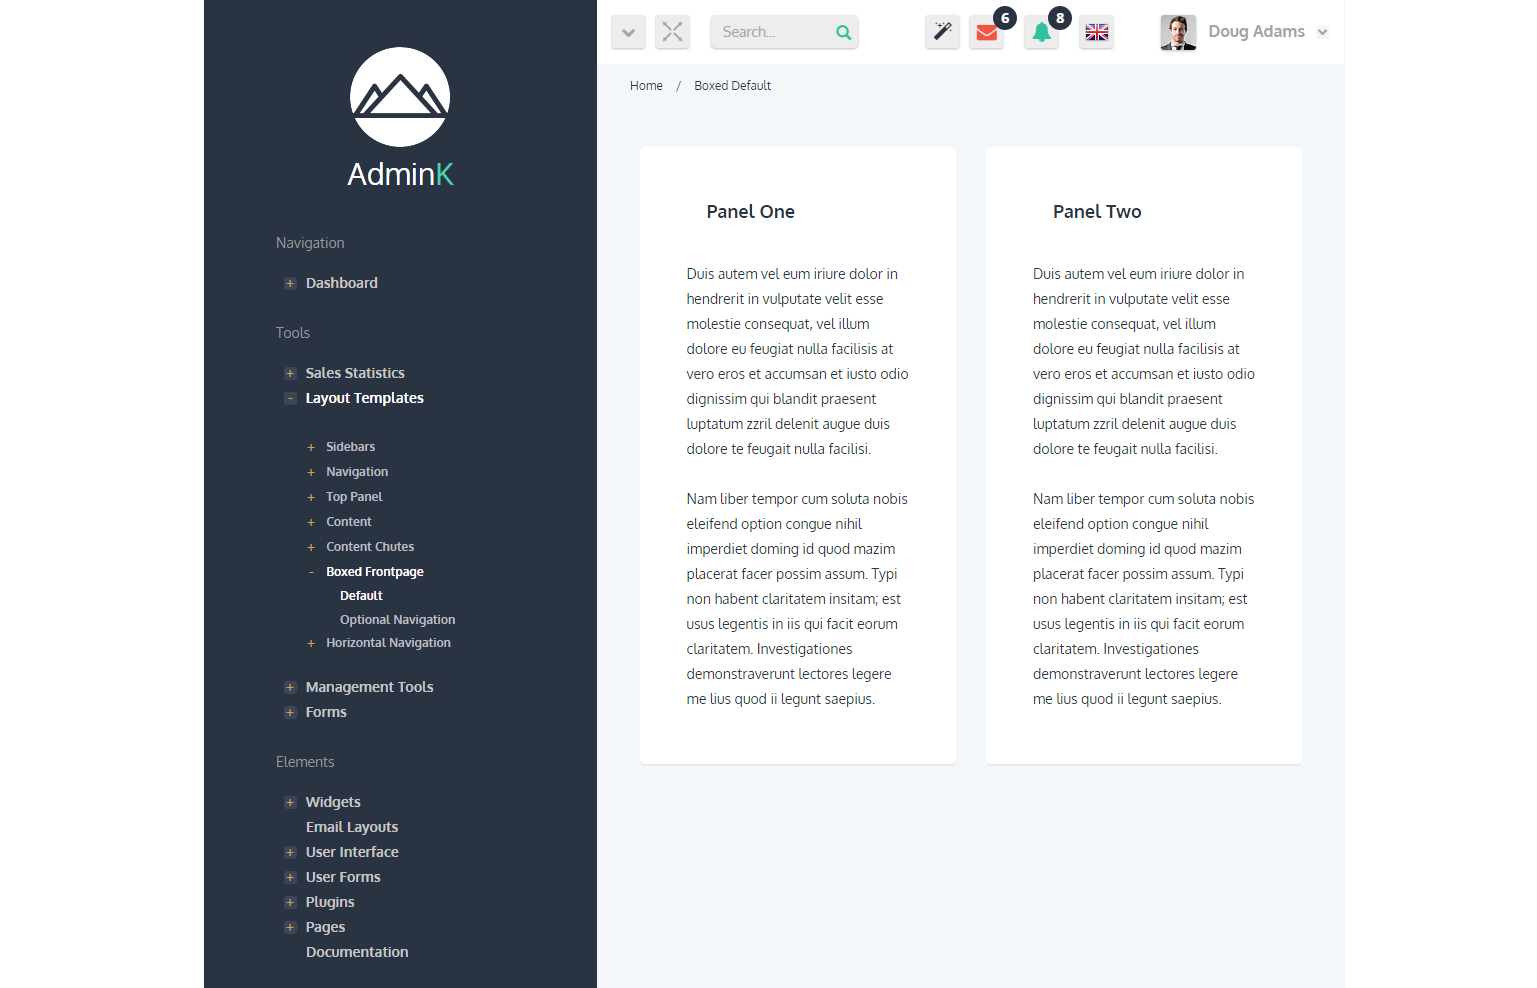 AdminK
Navigation
+ Dashboard
Tools
+ Sales Statistics
- Layout Templates
+ Sidebars
+ Navigation
+ Top Panel
+ Content
+ Content Chutes
- Boxed Frontpage
Default
Optional Navigation
+ Horizontal Navigation
+ Management Tools
+ Forms
Elements
+ Widgets
Email Layouts
+ User Interface
+ User Forms
+ Plugins
+ Pages
Documentation
Search...
6
8
Doug Adams
Home / Boxed Default
Panel One
Duis autem vel eum iriure dolor in
hendrerit in vulputate velit esse
molestie consequat, vel illum
dolore eu feugiat nulla facilisis at
vero eros et accumsan et iusto odio
dignissim qui blandit praesent
luptatum zzril delenit augue duis
dolore te feugait nulla facilisi.
Nam liber tempor cum soluta nobis
eleifend option congue nihil
imperdiet doming id quod mazim
placerat facer possim assum. Typi
non habent claritatem insitam; est
usus legentis in iis qui facit eorum
claritatem. Investigationes
demonstraverunt lectores legere
me lius quod ii legunt saepius.
Panel Two
Duis autem vel eum iriure dolor in
hendrerit in vulputate velit esse
molestie consequat, vel illum
dolore eu feugiat nulla facilisis at
vero eros et accumsan et iusto odio
dignissim qui blandit praesent
luptatum zzril delenit augue duis
dolore te feugait nulla facilisi.
Nam liber tempor cum soluta nobis
eleifend option congue nihil
imperdiet doming id quod mazim
placerat facer possim assum. Typi
non habent claritatem insitam; est
usus legentis in iis qui facit eorum
claritatem. Investigationes
demonstraverunt lectores legere
me lius quod ii legunt saepius.